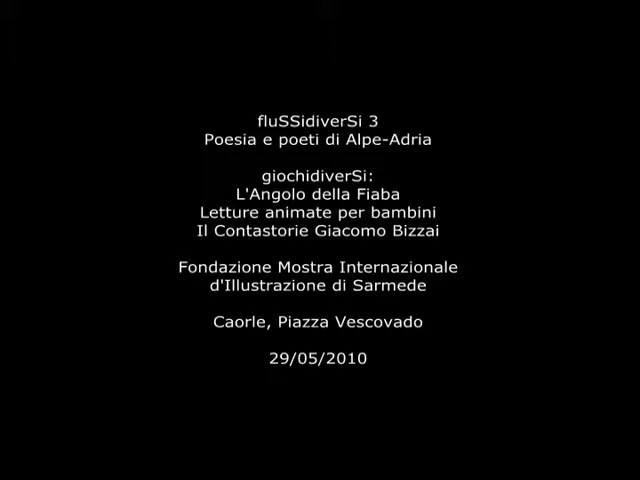 fluSSidiverSi 3
Poesia e poeti di Alpe-Adria
giochidiverSi:
L'Angolo della Fiaba
Letture animate per bambini
Il Contastorie Giacomo Bizzai
Fondazione Mostra Internazionale
d'Illustrazione di Sarmede
Caorle, Piazza Vescovado
29/05/2010